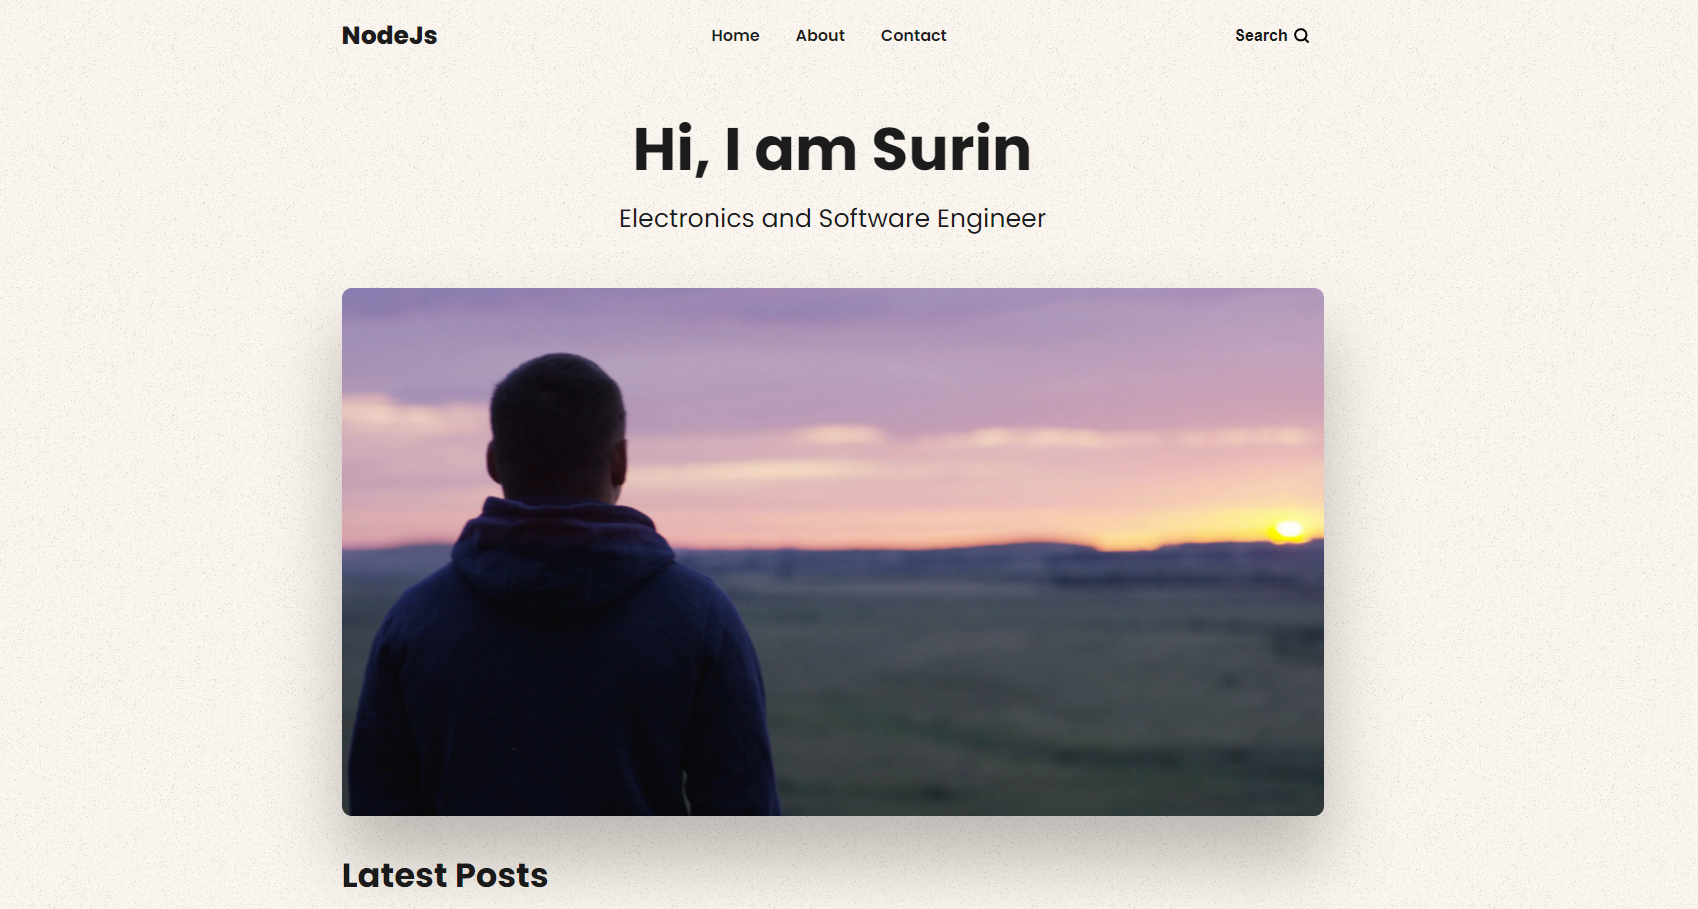 NodeJs
Home About Contact
Search
Hi, I am Surin
Electronics and Software Engineer
Latest Posts